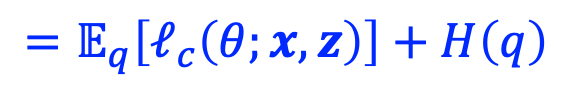 = 𝔼_q[ℓ_c(θ; x, z)] + H(q)